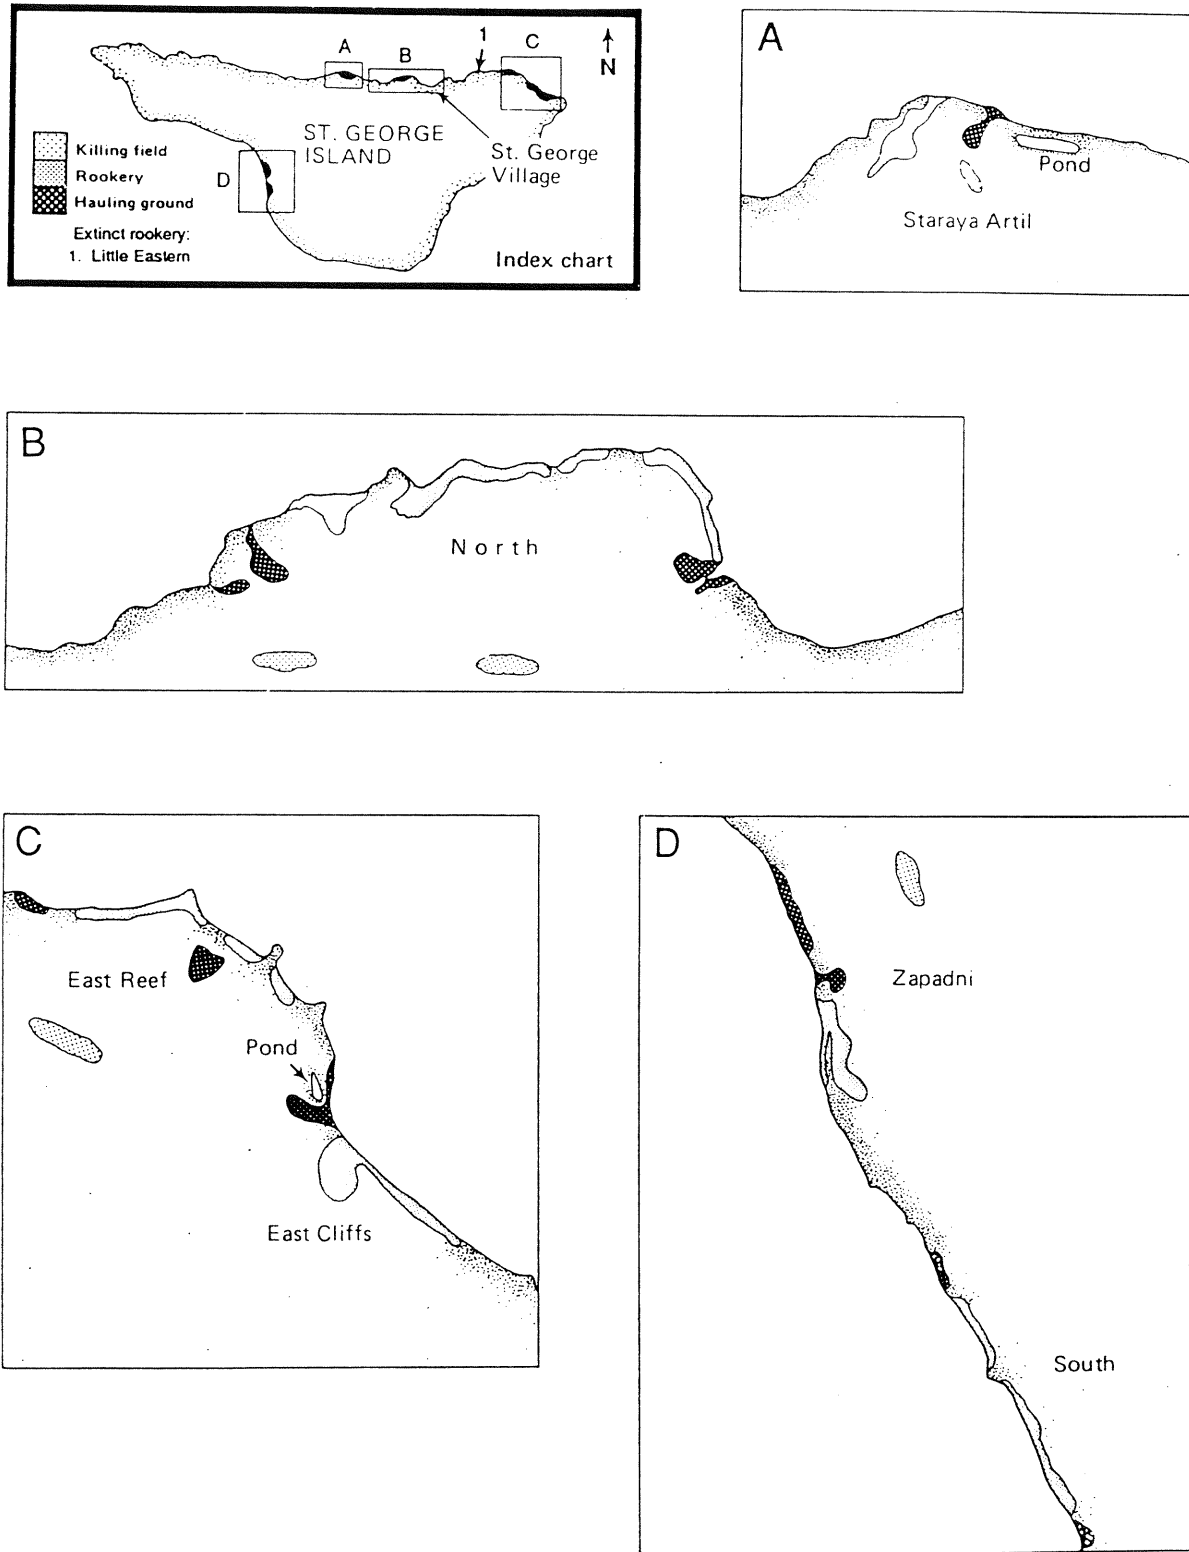 A
B
1
C
N
ST. GEORGE
ISLAND
St. George
Village
D
Killing field
Rookery
Hauling ground
Extinct rookery:
1. Little Eastern
Index chart
A
Pond
Staraya Artil
B
North
C
East Reef
Pond
East Cliffs
D
Zapadni
South